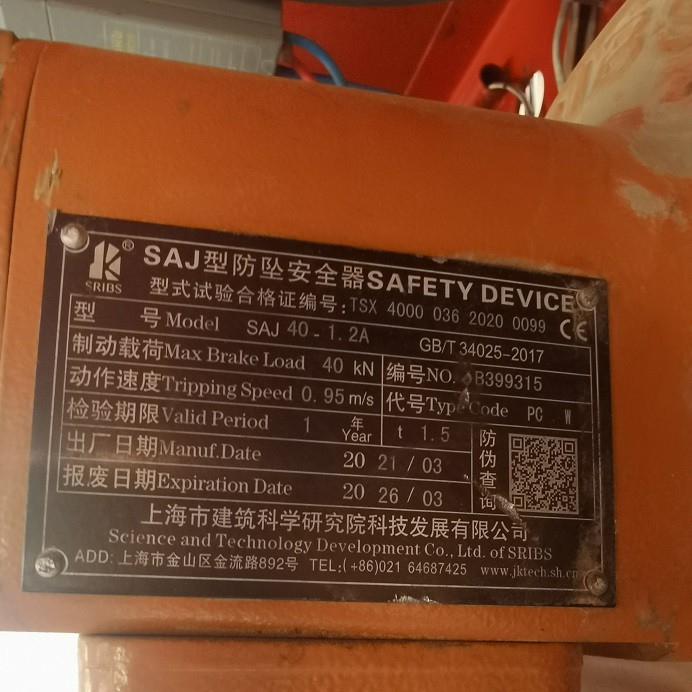 ® SAJ型防坠安全器SAFETY DEVICE
SRIBS 型式试验合格证编号:TSX 4000 036 2020 0099 CE
型 号Model SAJ 40-1.2A GB/T 34025-2017
制动载荷Max Brake Load 40 kN 编号NO. B399315
动作速度Tripping Speed 0.95 m/s 代号Type Code PC W
检验期限Valid Period 1 年 Year t 1.5 防伪查询
出厂日期Manuf.Date 20 21 / 03
报废日期Expiration Date 20 26 / 03
上海市建筑科学研究院科技发展有限公司
Science and Technology Development Co., Ltd. of SRIBS
ADD: 上海市金山区金流路892号 TEL:(+86)021 64687425 www.jktech.sh.cn